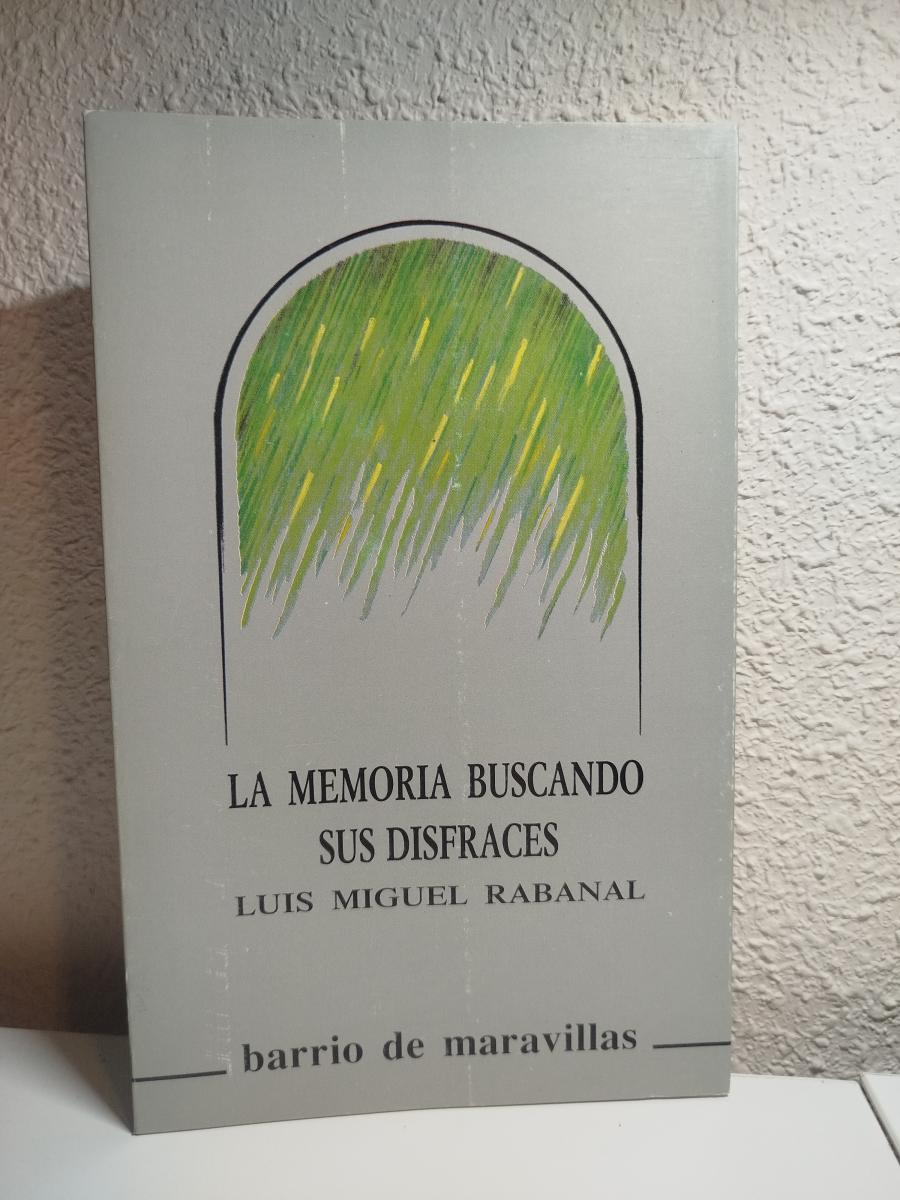 LA MEMORIA BUSCANDO
SUS DISFRACES
LUIS MIGUEL RABANAL
barrio de maravillas